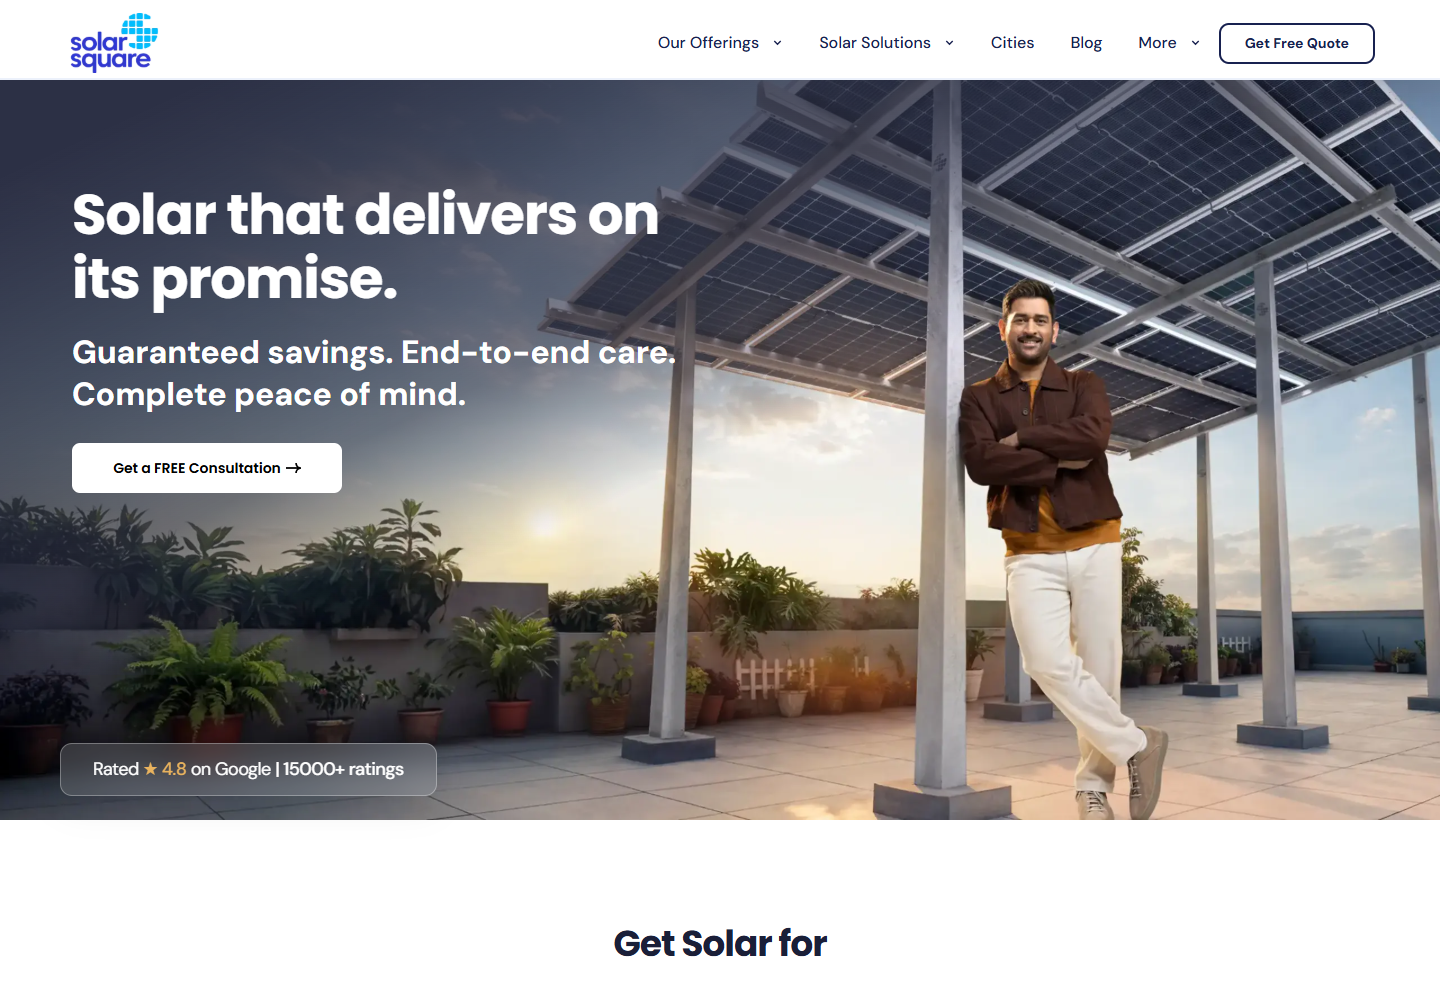 solar
square
Our Offerings
Solar Solutions
Cities
Blog
More
Get Free Quote
Solar that delivers on
its promise.
Guaranteed savings. End-to-end care.
Complete peace of mind.
Get a FREE Consultation →
Rated ★ 4.8 on Google | 15000+ ratings
Get Solar for